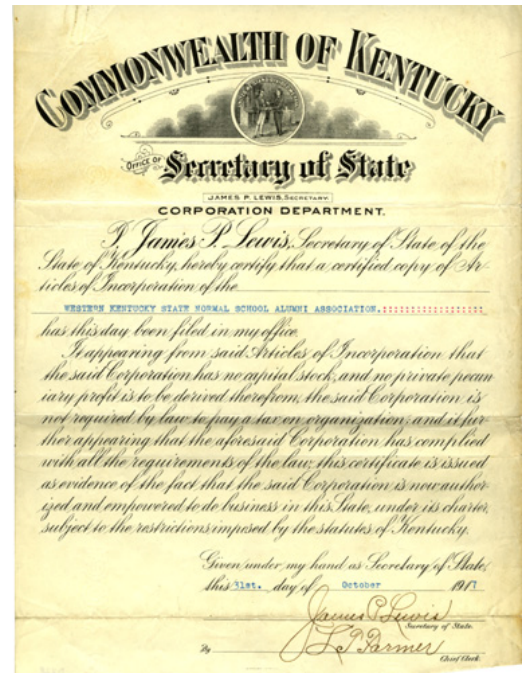 COMMONWEALTH OF KENTUCKY
OFFICE OF Secretary of State
JAMES P. LEWIS, SECRETARY.
CORPORATION DEPARTMENT.
I, James P. Lewis, Secretary of State of the
State of Kentucky, hereby certify that a certified copy of Ar-
ticles of Incorporation of the
WESTERN KENTUCKY STATE NORMAL SCHOOL ALUMNI ASSOCIATION,
has this day been filed in my office.
It appearing from said Articles of Incorporation that
the said Corporation has no capital stock, and no private pecun
iary profit is to be derived therefrom, the said Corporation is
not required by law to pay a tax on organization; and it fur
ther appearing that the aforesaid Corporation has complied
with all the requirements of the law, this certificate is issued
as evidence of the fact that the said Corporation is now author
ized and empowered to do business in this State, under its charter,
subject to the restrictions imposed by the statutes of Kentucky.
Given under my hand as Secretary of State,
this 31st. day of October 1917
James P. Lewis
Secretary of State.
By L P Farmer
Chief Clerk.